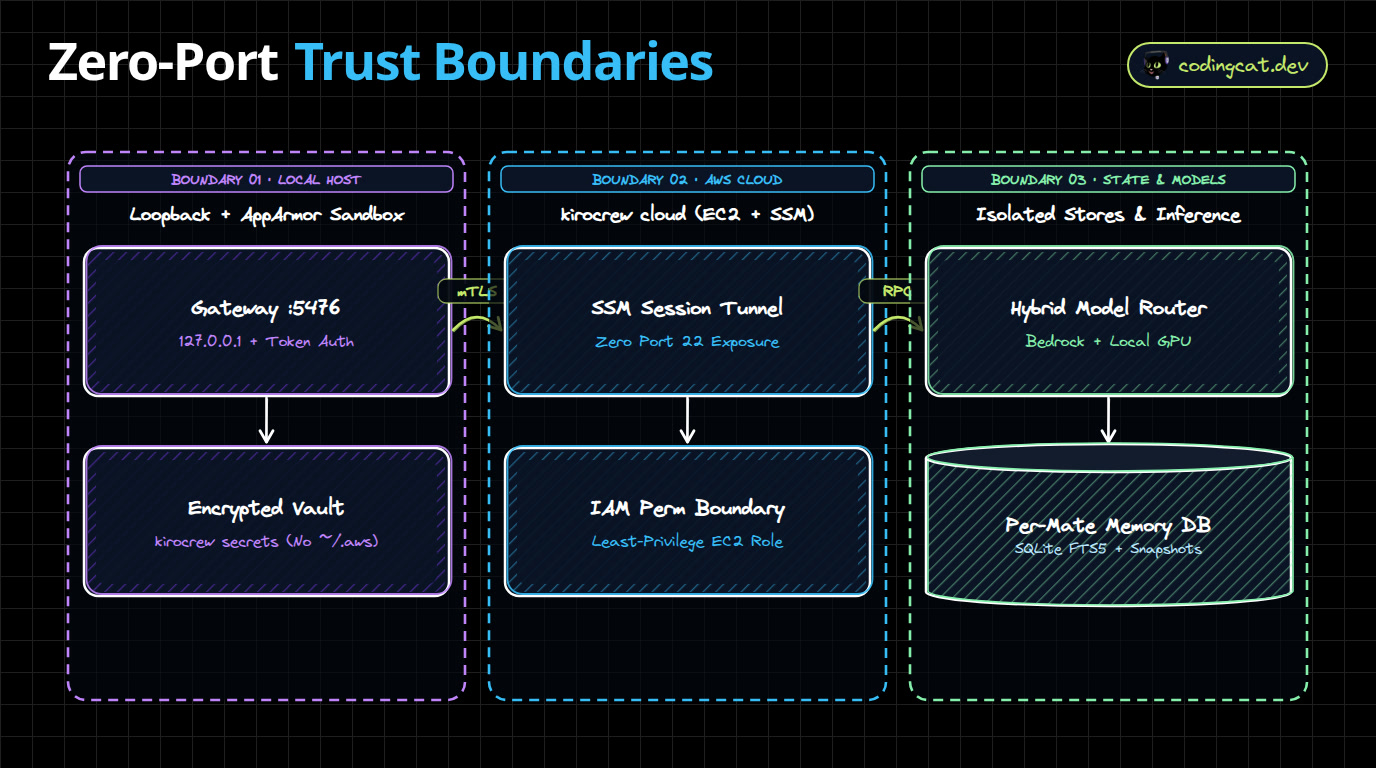 Zero-Port Trust Boundaries
codingcat.dev
BOUNDARY 01 · LOCAL HOST
Loopback + AppArmor Sandbox
Gateway :5476
127.0.0.1 + Token Auth
Encrypted Vault
kirocrew secrets (No ~/.aws)
mTLS
BOUNDARY 02 · AWS CLOUD
kirocrew cloud (EC2 + SSM)
SSM Session Tunnel
Zero Port 22 Exposure
IAM Perm Boundary
Least-Privilege EC2 Role
RPC
BOUNDARY 03 · STATE & MODELS
Isolated Stores & Inference
Hybrid Model Router
Bedrock + Local GPU
Per-Mate Memory DB
SQLite FTS5 + Snapshots